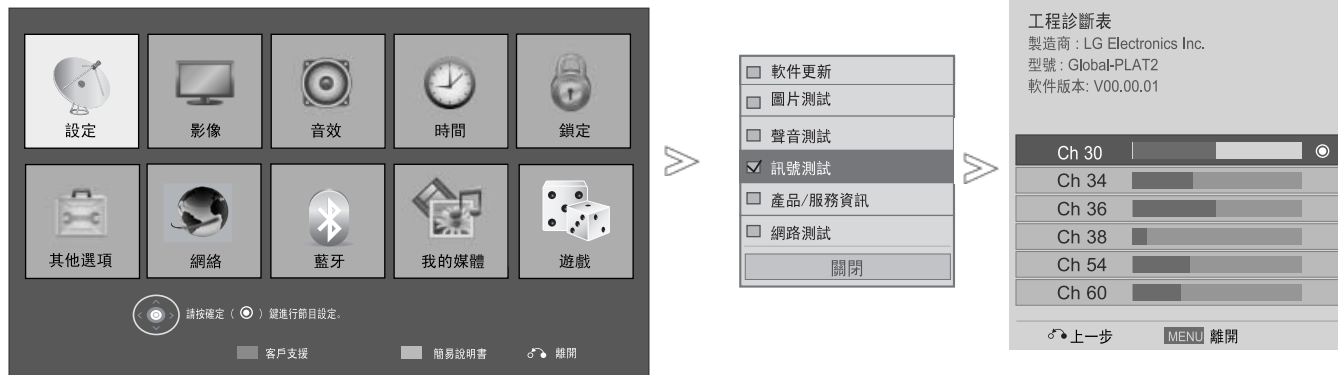 設定
影像
音效
時間
鎖定
其他選項
網絡
藍牙
我的媒體
遊戲
請按確定（ ◉ ）鍵進行節目設定。
客戶支援
簡易說明書
離開
軟件更新
圖片測試
聲音測試
訊號測試
產品/服務資訊
網路測試
關閉
工程診斷表
製造商 : LG Electronics Inc.
型號 : Global-PLAT2
軟件版本: V00.00.01
Ch 30
Ch 34
Ch 36
Ch 38
Ch 54
Ch 60
上一步
MENU 離開